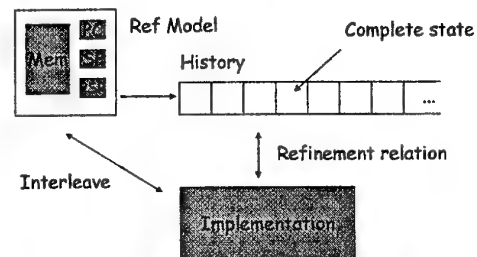 Ref Model
Complete state
Mem
PC
History
...
Refinement relation
Interleave
Implementation